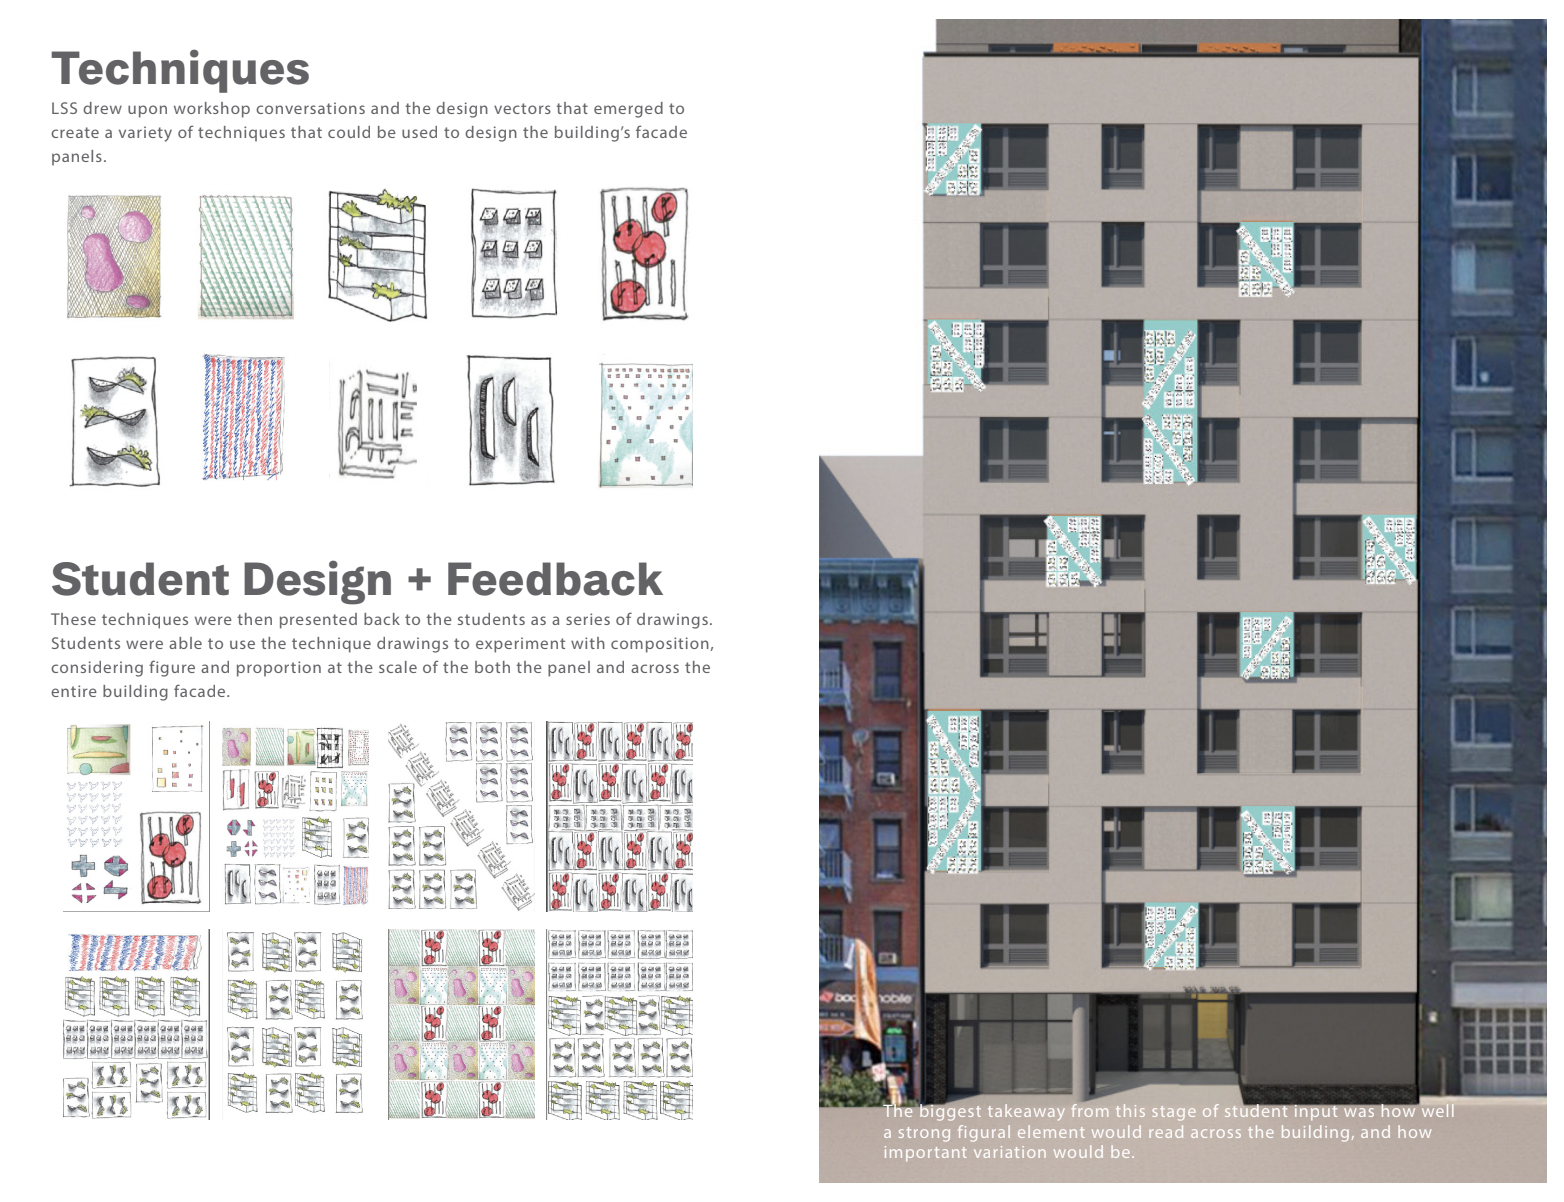 Techniques
LSS drew upon workshop conversations and the design vectors that emerged to
create a variety of techniques that could be used to design the building’s facade
panels.
Student Design + Feedback
These techniques were then presented back to the students as a series of drawings.
Students were able to use the technique drawings to experiment with composition,
considering figure and proportion at the scale of the both the panel and across the
entire building facade.
The biggest takeaway from this stage of student input was how well
a strong figural element would read across the building, and how
important variation would be.